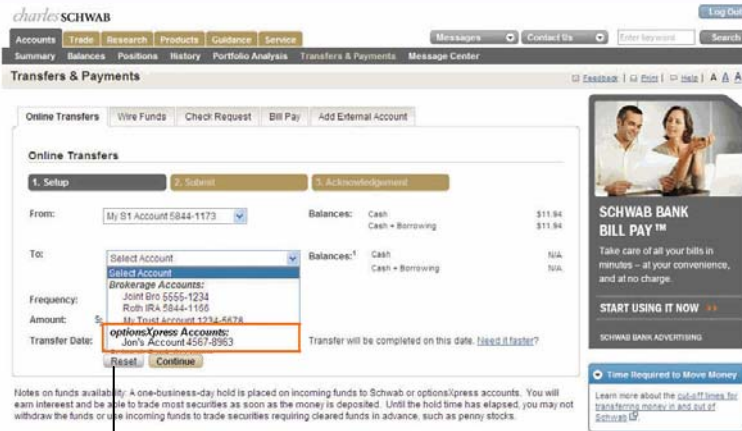 charles SCHWAB
Log Out
Accounts Trade Research Products Guidance Service
Messages Contact Us Enter keyword Search
Summary Balances Positions History Portfolio Analysis Transfers & Payments Message Center
Transfers & Payments
Feedback | Print | Help | A A A
Online Transfers Wire Funds Check Request Bill Pay Add External Account
Online Transfers
1. Setup 2. Submit 3. Acknowledgement
From: My S1 Account 5844-1173 Balances: Cash $11.94
Cash + Borrowing $11.94
To: Select Account Balances:¹ Cash N/A
Select Account Cash + Borrowing N/A
Brokerage Accounts:
Joint Bro 5555-1234
Frequency: Roth IRA 5844-1166
Amount: My Trust Account 1234-5678
optionsXpress Accounts:
Transfer Date: Jon's Account 4567-8963 Transfer will be completed on this date. Need it faster?
Reset Continue
Notes on funds availability: A one-business-day hold is placed on incoming funds to Schwab or optionsXpress accounts. You will
earn intereest and be able to trade most securities as soon as the money is deposited. Until the hold time has elapsed, you may not
withdraw the funds or use incoming funds to trade securities requiring cleared funds in advance, such as penny stocks.
SCHWAB BANK
BILL PAY™
Take care of all your bills in
minutes – at your convenience,
and at no charge.
START USING IT NOW
SCHWAB BANK ADVERTISING
Time Required to Move Money
Learn more about the cut-off times for
transferring money in and out of
Schwab